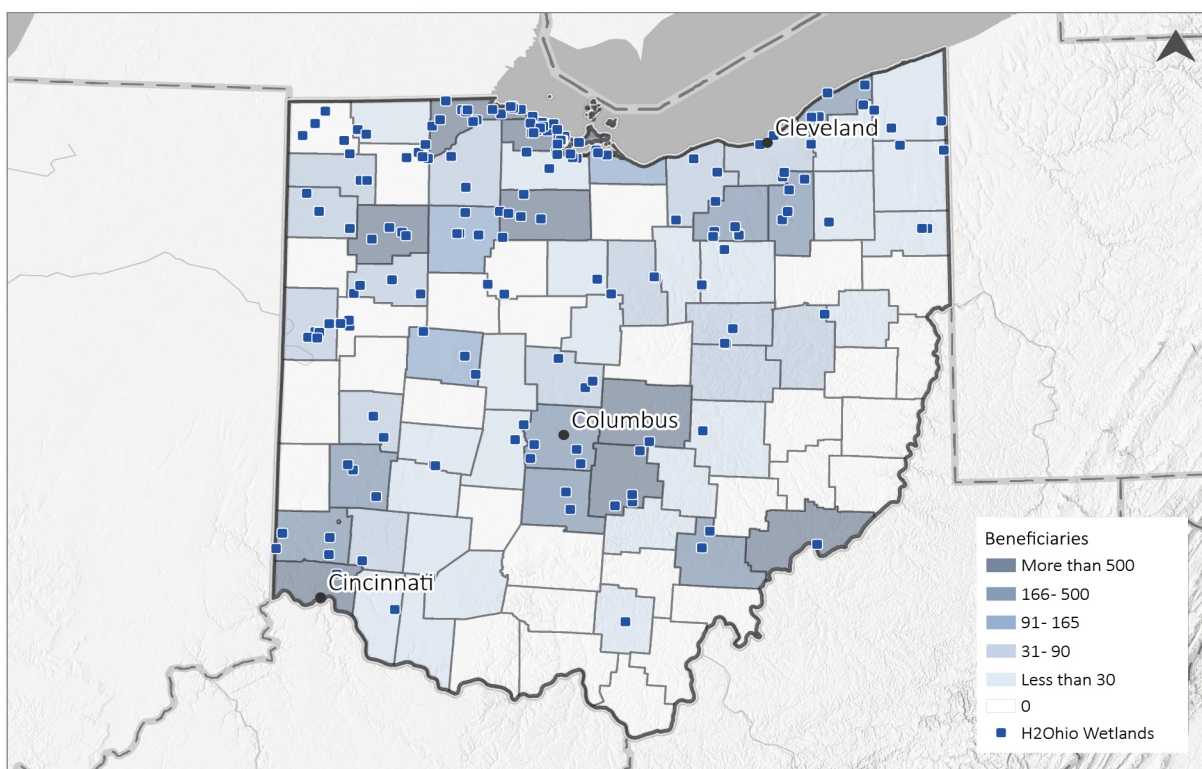 Cleveland
Columbus
Cincinnati
Beneficiaries
More than 500
166- 500
91- 165
31- 90
Less than 30
0
H2Ohio Wetlands